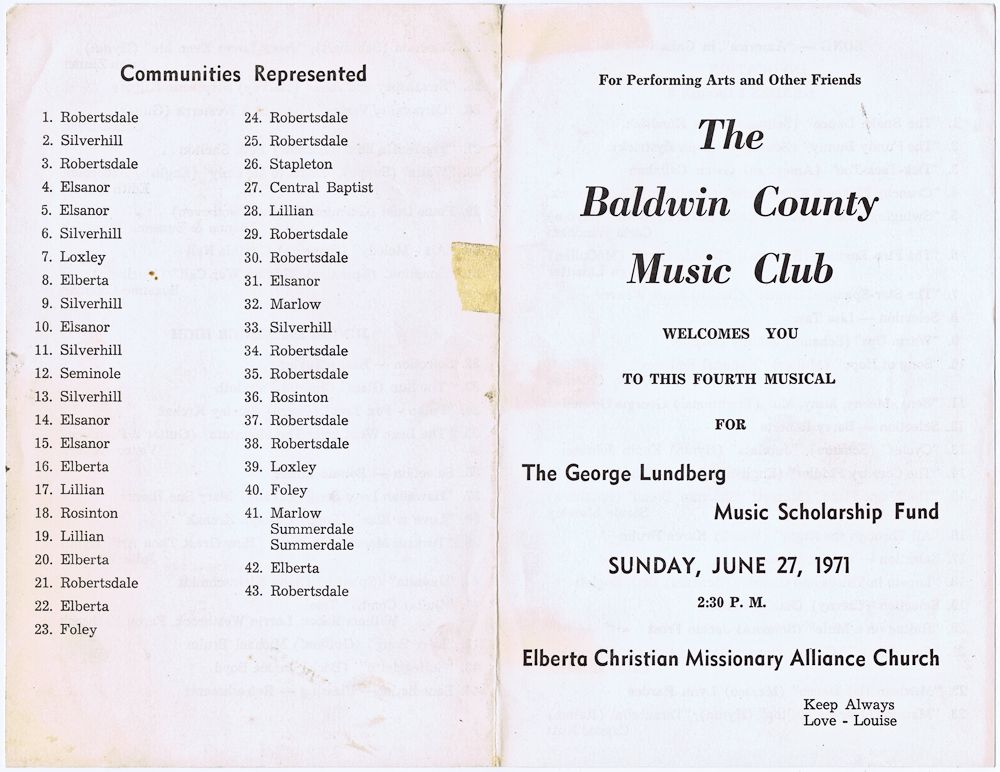 Communities Represented
1. Robertsdale
2. Silverhill
3. Robertsdale
4. Elsanor
5. Elsanor
6. Silverhill
7. Loxley
8. Elberta
9. Silverhill
10. Elsanor
11. Silverhill
12. Seminole
13. Silverhill
14. Elsanor
15. Elsanor
16. Elberta
17. Lillian
18. Rosinton
19. Lillian
20. Elberta
21. Robertsdale
22. Elberta
23. Foley
24. Robertsdale
25. Robertsdale
26. Stapleton
27. Central Baptist
28. Lillian
29. Robertsdale
30. Robertsdale
31. Elsanor
32. Marlow
33. Silverhill
34. Robertsdale
35. Robertsdale
36. Rosinton
37. Robertsdale
38. Robertsdale
39. Loxley
40. Foley
41. Marlow
Summerdale
Summerdale
42. Elberta
43. Robertsdale
For Performing Arts and Other Friends
The
Baldwin County
Music Club
WELCOMES YOU
TO THIS FOURTH MUSICAL
FOR
The George Lundberg
Music Scholarship Fund
SUNDAY, JUNE 27, 1971
2:30 P. M.
Elberta Christian Missionary Alliance Church
Keep Always
Love - Louise